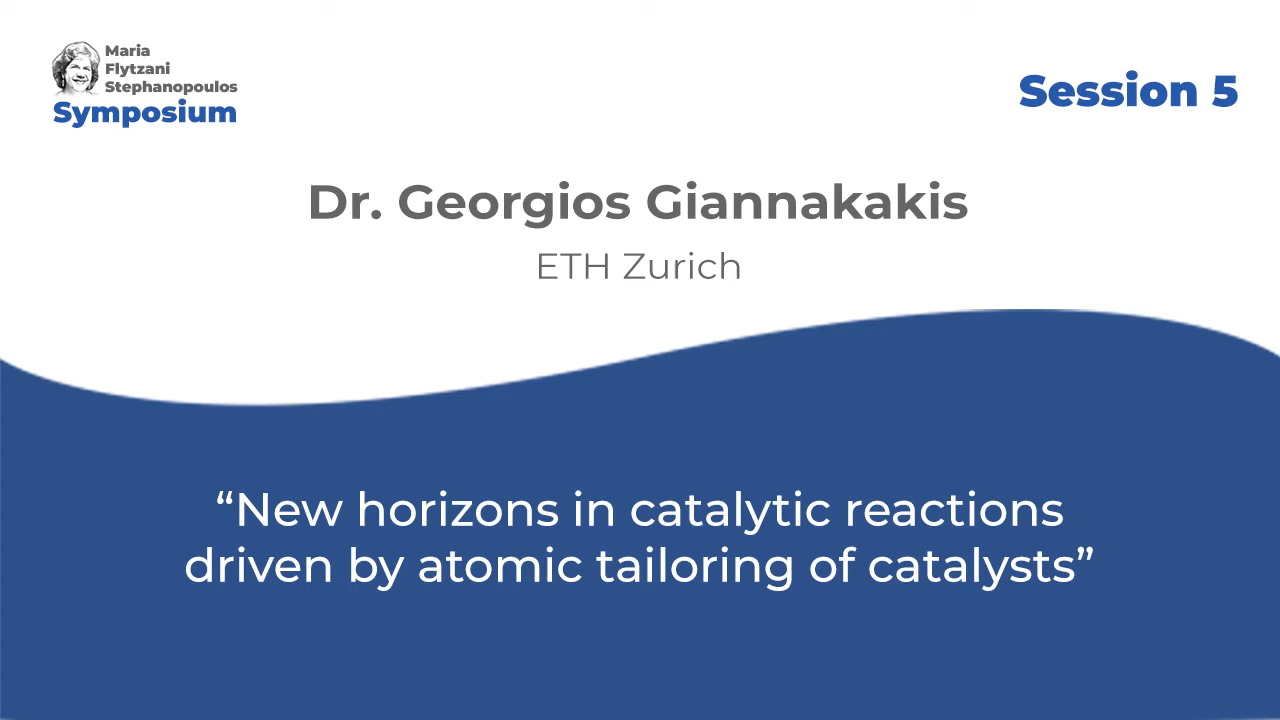 Maria
Flytzani
Stephanopoulos
Symposium
Session 5
Dr. Georgios Giannakakis
ETH Zurich
“New horizons in catalytic reactions
driven by atomic tailoring of catalysts”